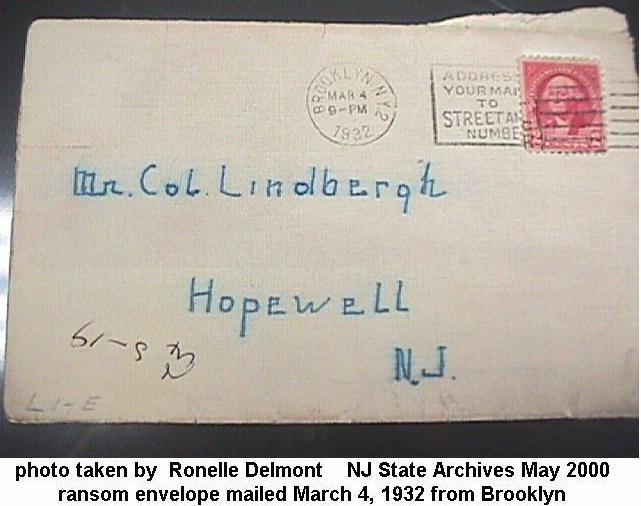 BROOKLYN, N.Y. 2
MAR 4
9-PM
1932
ADDRESS
YOUR MAI
TO
STREET AN
NUMBE
Mr. Col. Lindbergh
Hopewell
N.J.
L1-E
photo taken by Ronelle Delmont NJ State Archives May 2000
ransom envelope mailed March 4, 1932 from Brooklyn